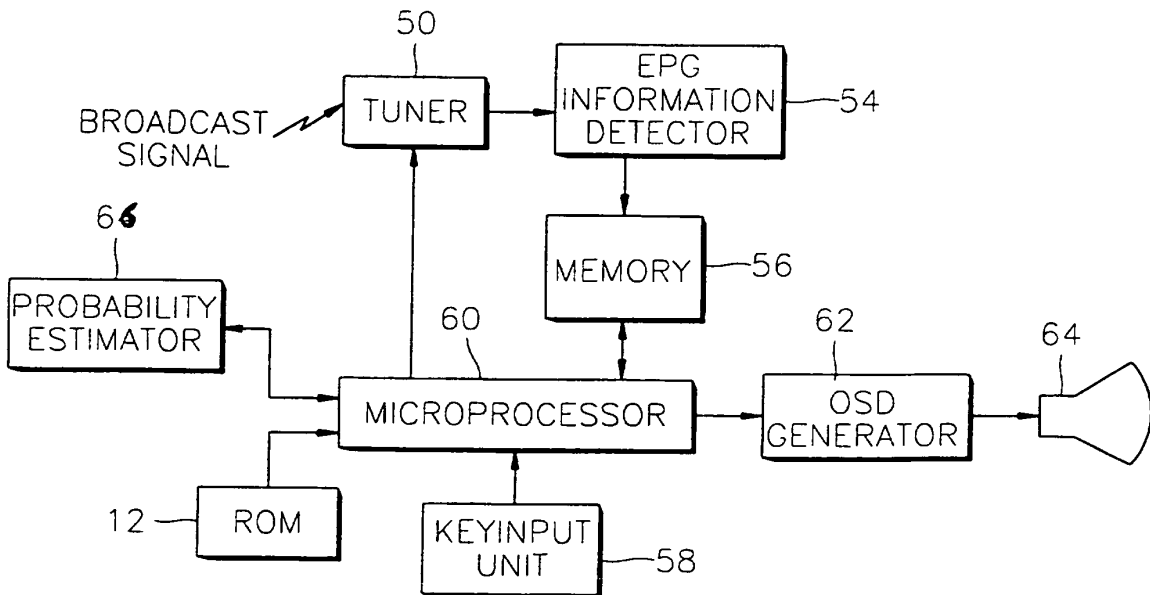 50
TUNER
BROADCAST
SIGNAL
EPG
INFORMATION
DETECTOR
54
66
PROBABILITY
ESTIMATOR
MEMORY
56
60
MICROPROCESSOR
62
OSD
GENERATOR
64
12
ROM
KEYINPUT
UNIT
58